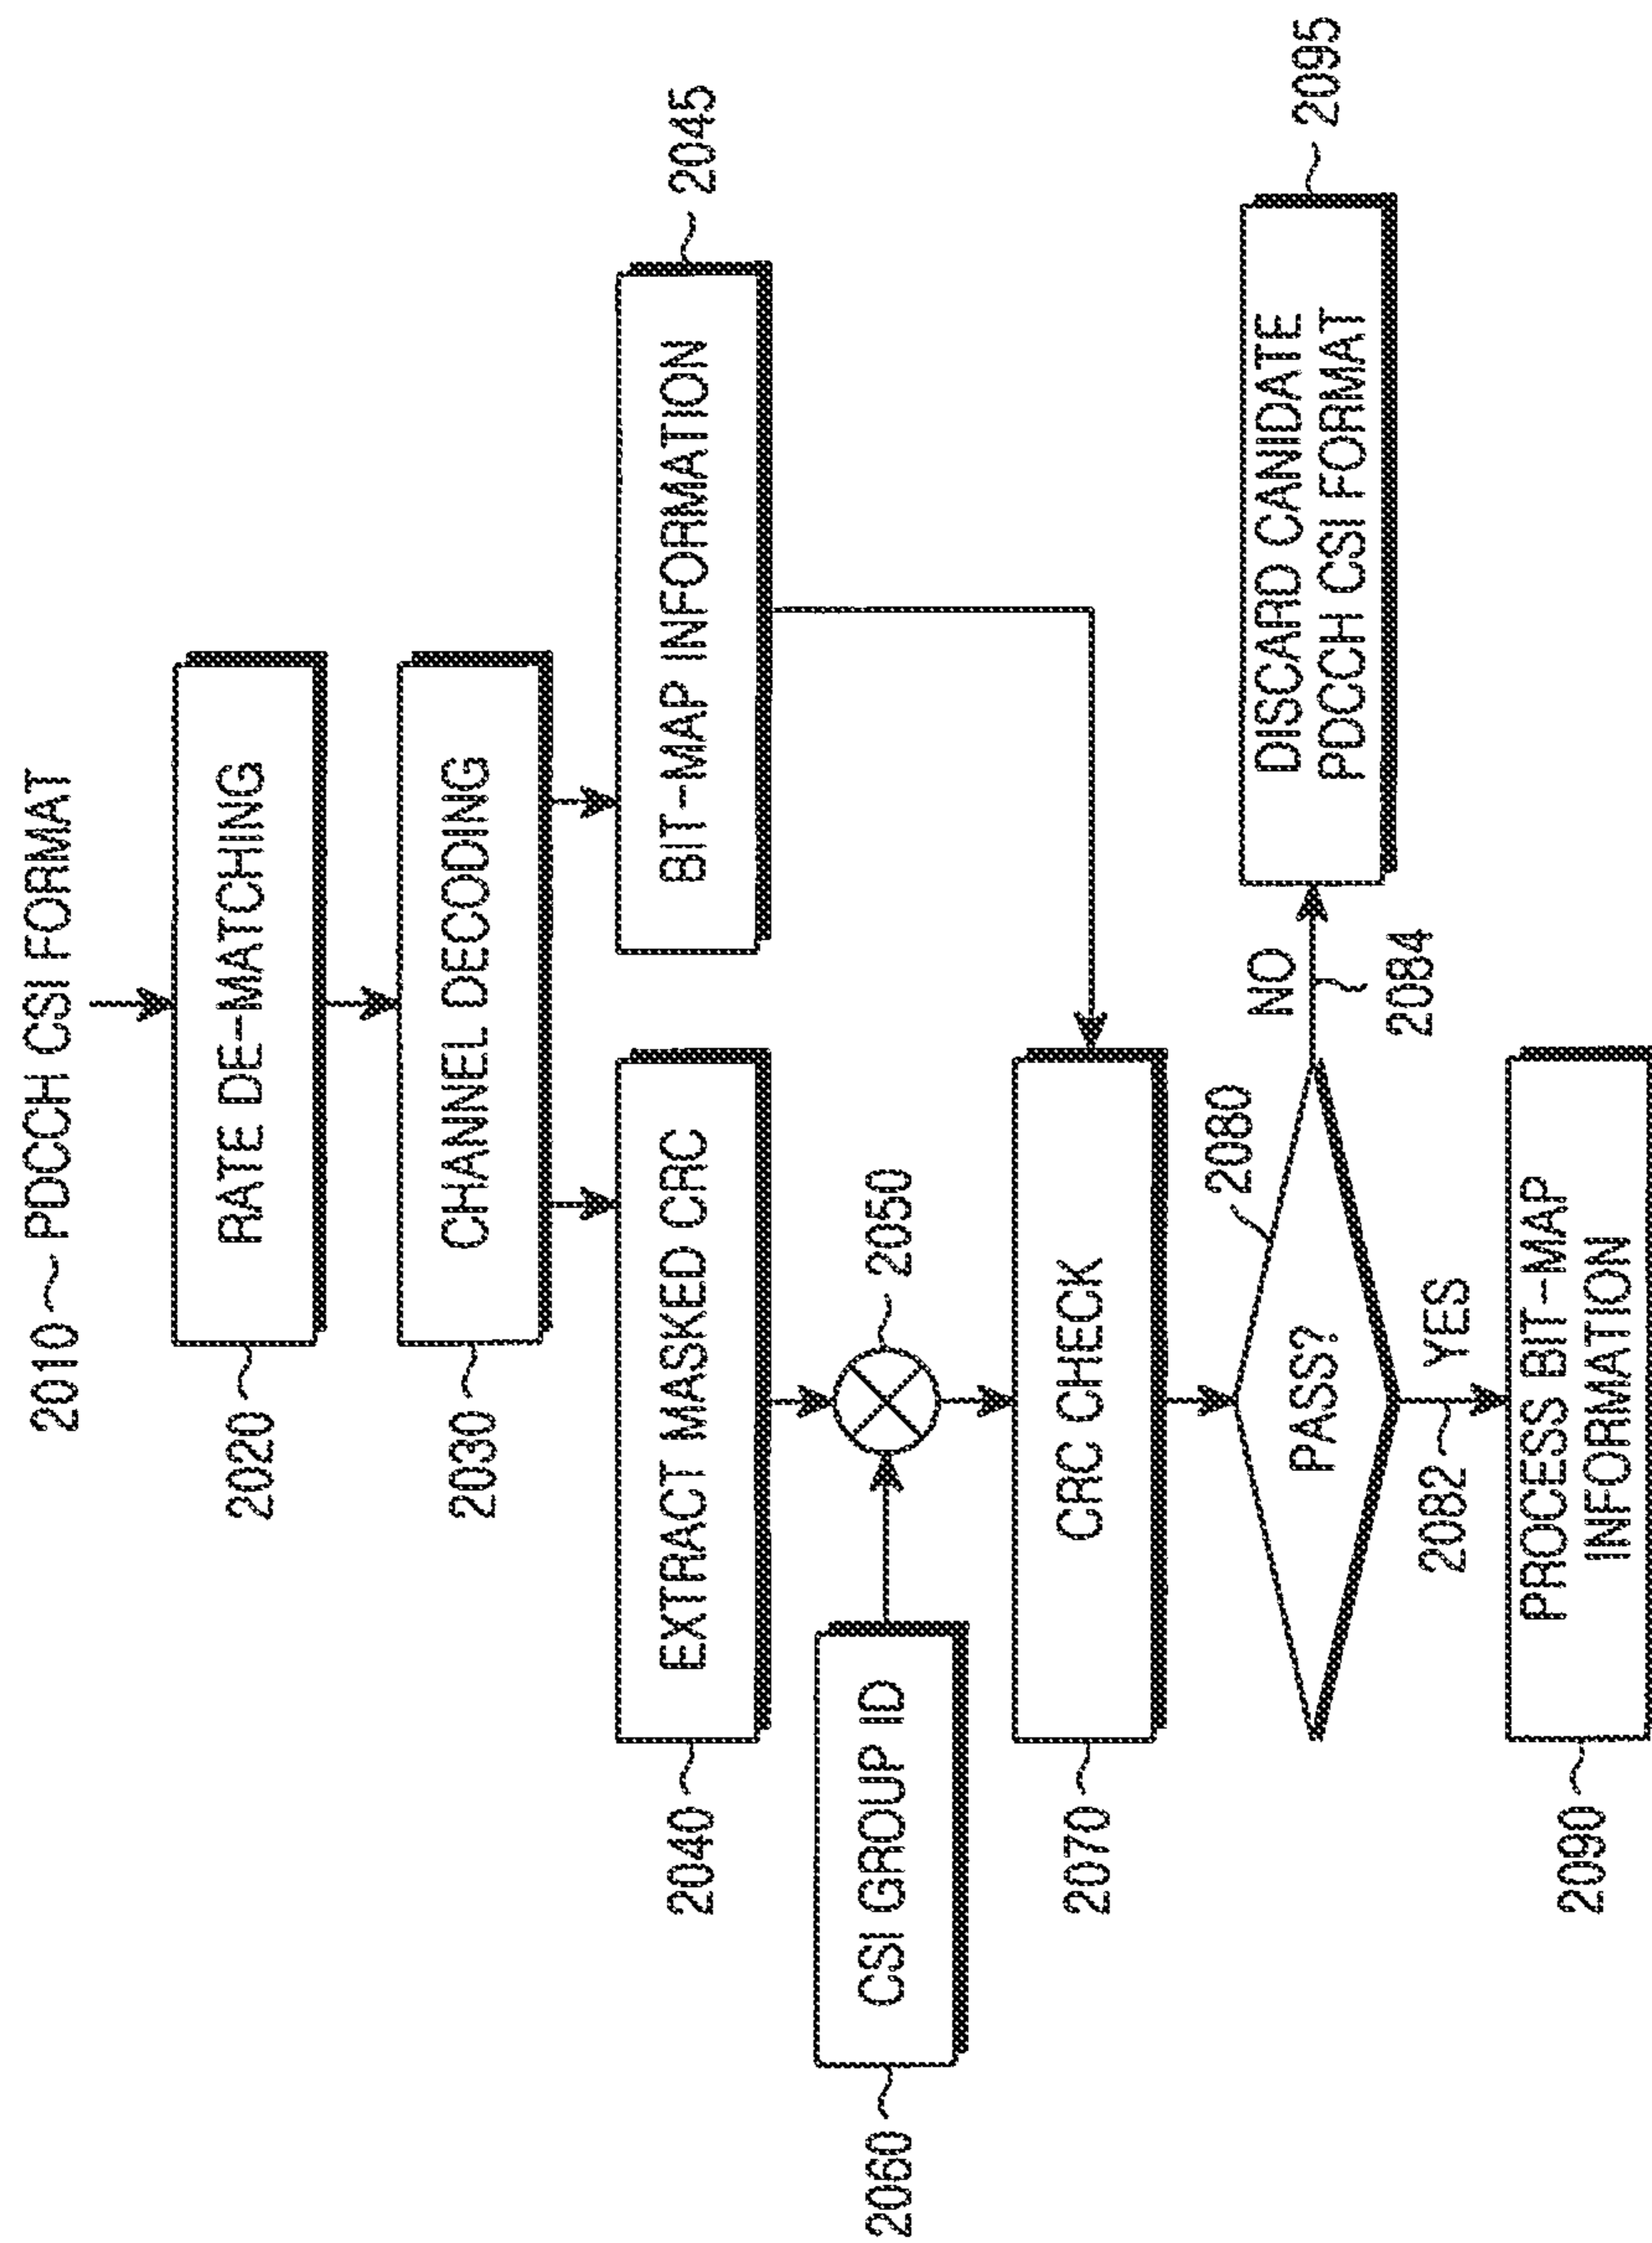 2010 PDCCH CSI FORMAT
2020
RATE DE-MATCHING
2030
CHANNEL DECODING
2040
EXTRACT MASKED CRC
BIT-MAP INFORMATION
2045
2060
CSI GROUP ID
2050
2070
CRC CHECK
2080
PASS?
NO
2084
DISCARD CANIDATE
PDCCH CSI FORMAT
2095
2082
YES
2090
PROCESS BIT-MAP
INFORMATION